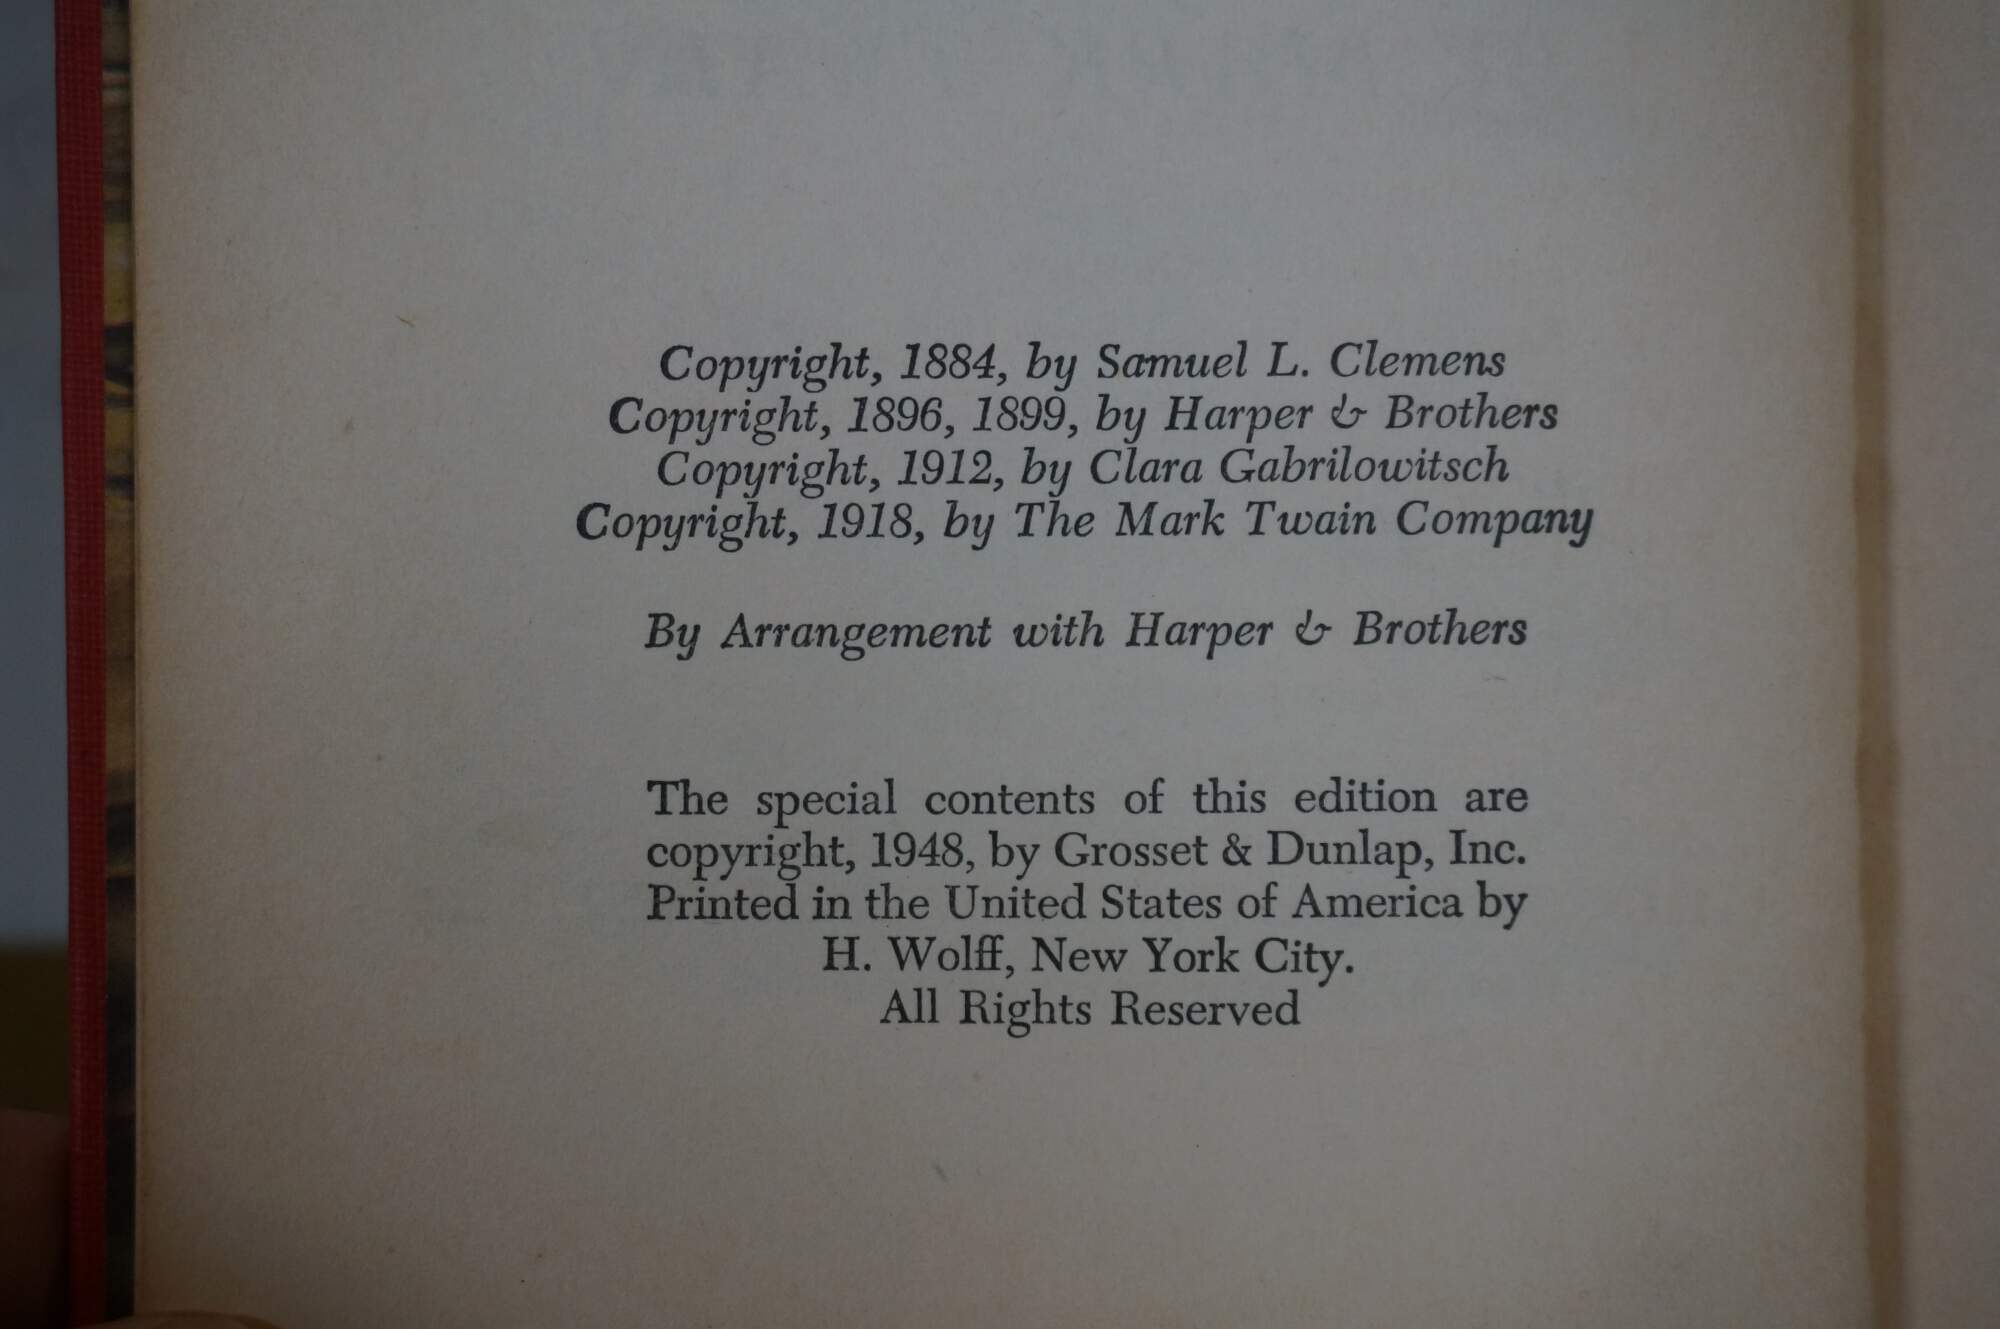 Copyright, 1884, by Samuel L. Clemens
Copyright, 1896, 1899, by Harper & Brothers
Copyright, 1912, by Clara Gabrilowitsch
Copyright, 1918, by The Mark Twain Company
By Arrangement with Harper & Brothers
The special contents of this edition are
copyright, 1948, by Grosset & Dunlap, Inc.
Printed in the United States of America by
H. Wolff, New York City.
All Rights Reserved